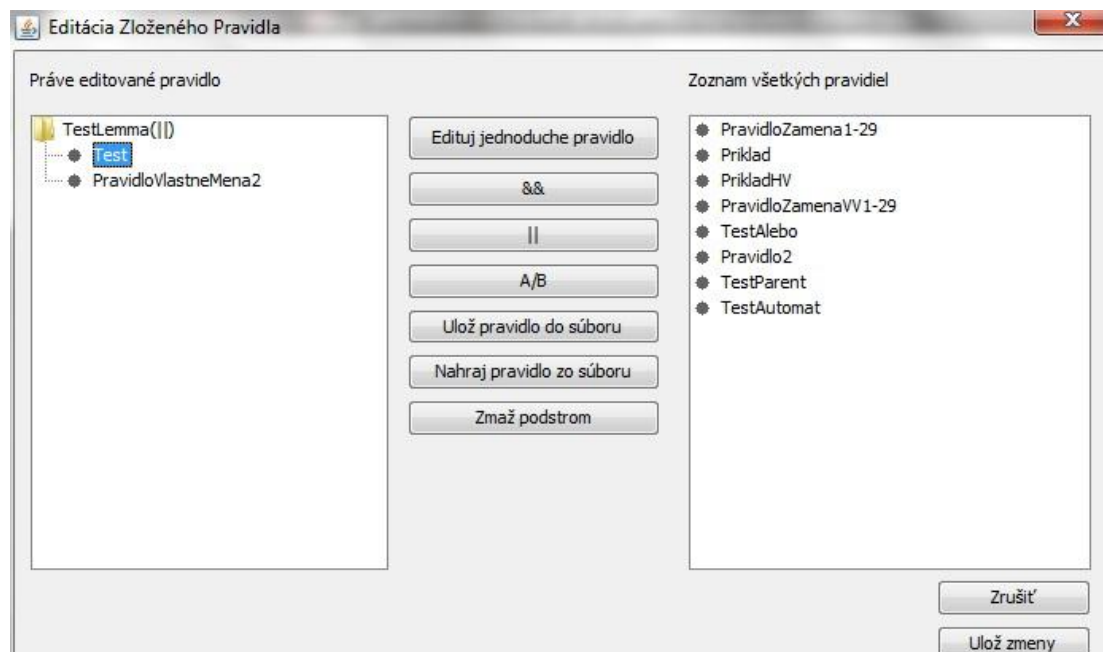 Editácia Zloženého Pravidla
Práve editované pravidlo
TestLemma(||)
Test
PravidloVlastneMena2
Edituj jednoduche pravidlo
&&
||
A/B
Ulož pravidlo do súboru
Nahraj pravidlo zo súboru
Zmaž podstrom
Zoznam všetkých pravidiel
PravidloZamena1-29
Priklad
PrikladHV
PravidloZamenaVV1-29
TestAlebo
Pravidlo2
TestParent
TestAutomat
Zrušiť
Ulož zmeny